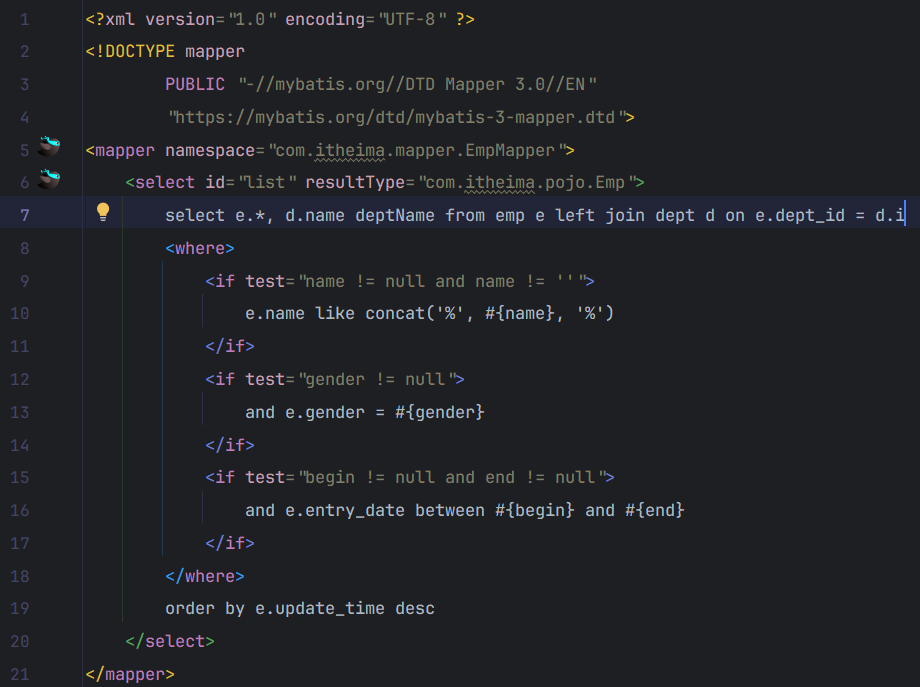 1 <?xml version="1.0" encoding="UTF-8" ?>
2 <!DOCTYPE mapper
3 PUBLIC "-//mybatis.org//DTD Mapper 3.0//EN"
4 "https://mybatis.org/dtd/mybatis-3-mapper.dtd">
5 <mapper namespace="com.itheima.mapper.EmpMapper">
6 <select id="list" resultType="com.itheima.pojo.Emp">
7 select e.*, d.name deptName from emp e left join dept d on e.dept_id = d.i
8 <where>
9 <if test="name != null and name != ''">
10 e.name like concat('%', #{name}, '%')
11 </if>
12 <if test="gender != null">
13 and e.gender = #{gender}
14 </if>
15 <if test="begin != null and end != null">
16 and e.entry_date between #{begin} and #{end}
17 </if>
18 </where>
19 order by e.update_time desc
20 </select>
21 </mapper>